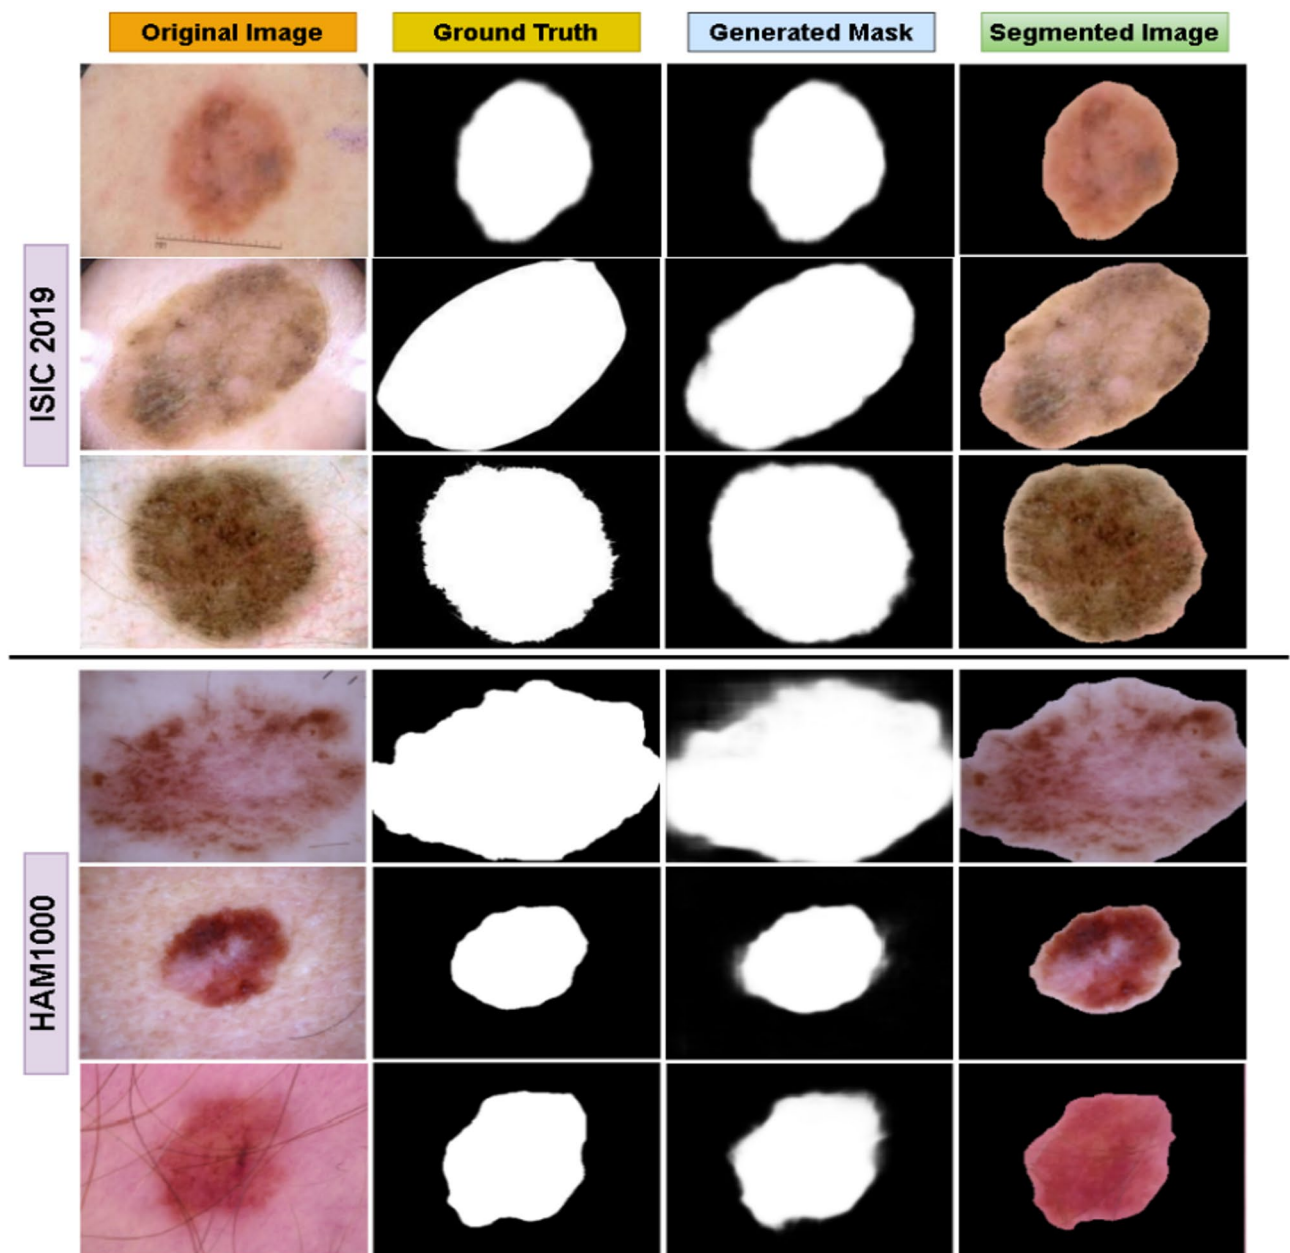 Original Image
Ground Truth
Generated Mask
Segmented Image
ISIC 2019
HAM1000